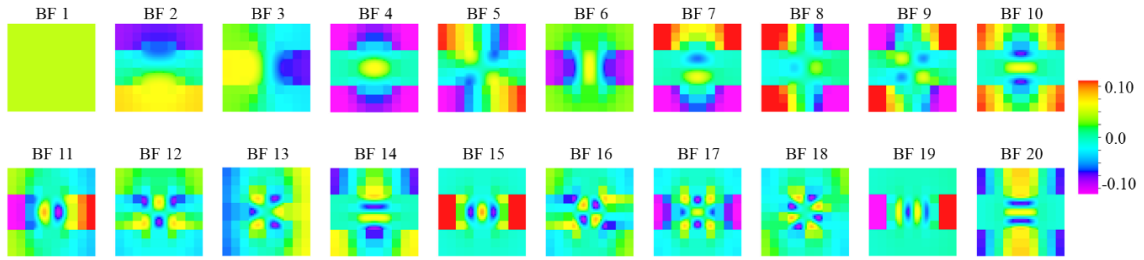 BF 1 BF 2 BF 3 BF 4 BF 5 BF 6 BF 7 BF 8 BF 9 BF 10
0.10
0.0
-0.10
BF 11 BF 12 BF 13 BF 14 BF 15 BF 16 BF 17 BF 18 BF 19 BF 20